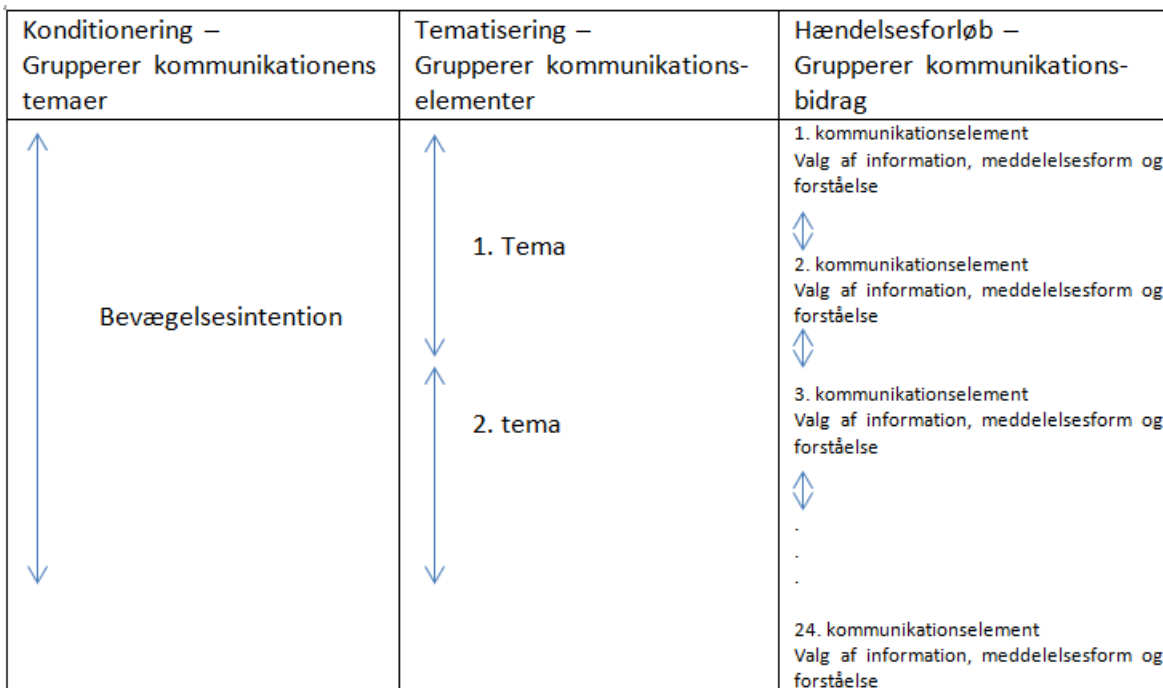 Konditionering –
Grupperer kommunikationens
temaer
Tematisering –
Grupperer kommunikations-
elementer
Hændelsesforløb –
Grupperer kommunikations-
bidrag
Bevægelsesintention
1. Tema
2. tema
1. kommunikationselement
Valg af information, meddelelsesform og
forståelse
2. kommunikationselement
Valg af information, meddelelsesform og
forståelse
3. kommunikationselement
Valg af information, meddelelsesform og
forståelse
.
.
.
24. kommunikationselement
Valg af information, meddelelsesform og
forståelse